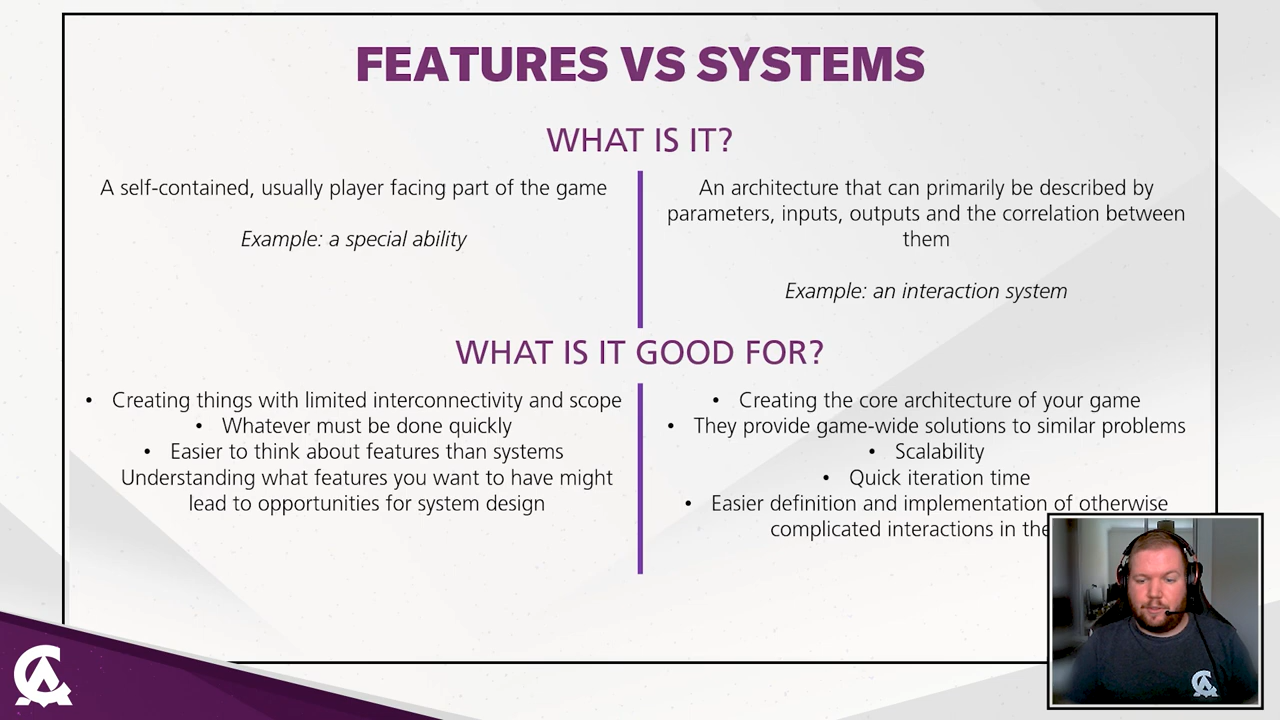 FEATURES VS SYSTEMS
WHAT IS IT?
A self-contained, usually player facing part of the game
Example: a special ability
An architecture that can primarily be described by
parameters, inputs, outputs and the correlation between
them
Example: an interaction system
WHAT IS IT GOOD FOR?
• Creating things with limited interconnectivity and scope
• Whatever must be done quickly
• Easier to think about features than systems
Understanding what features you want to have might
lead to opportunities for system design
• Creating the core architecture of your game
• They provide game-wide solutions to similar problems
• Scalability
• Quick iteration time
• Easier definition and implementation of otherwise
complicated interactions in the